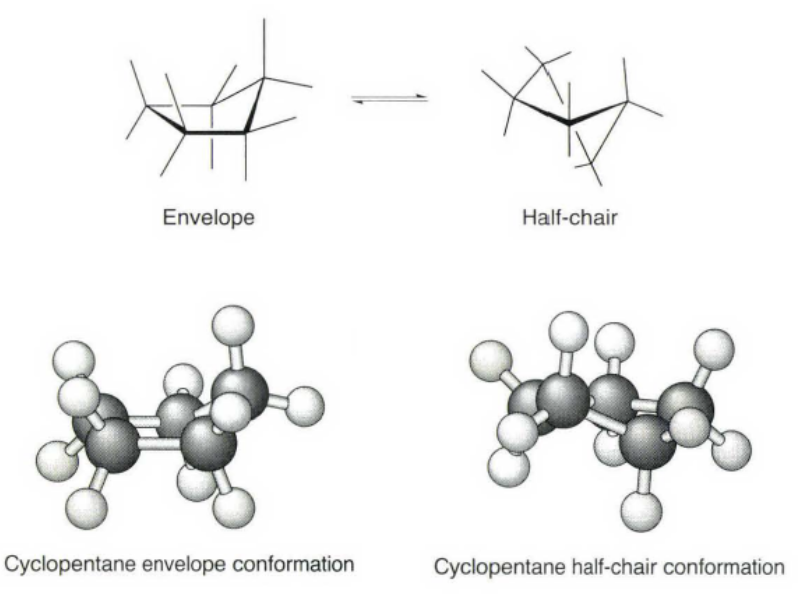 Envelope
Half-chair
Cyclopentane envelope conformation
Cyclopentane half-chair conformation